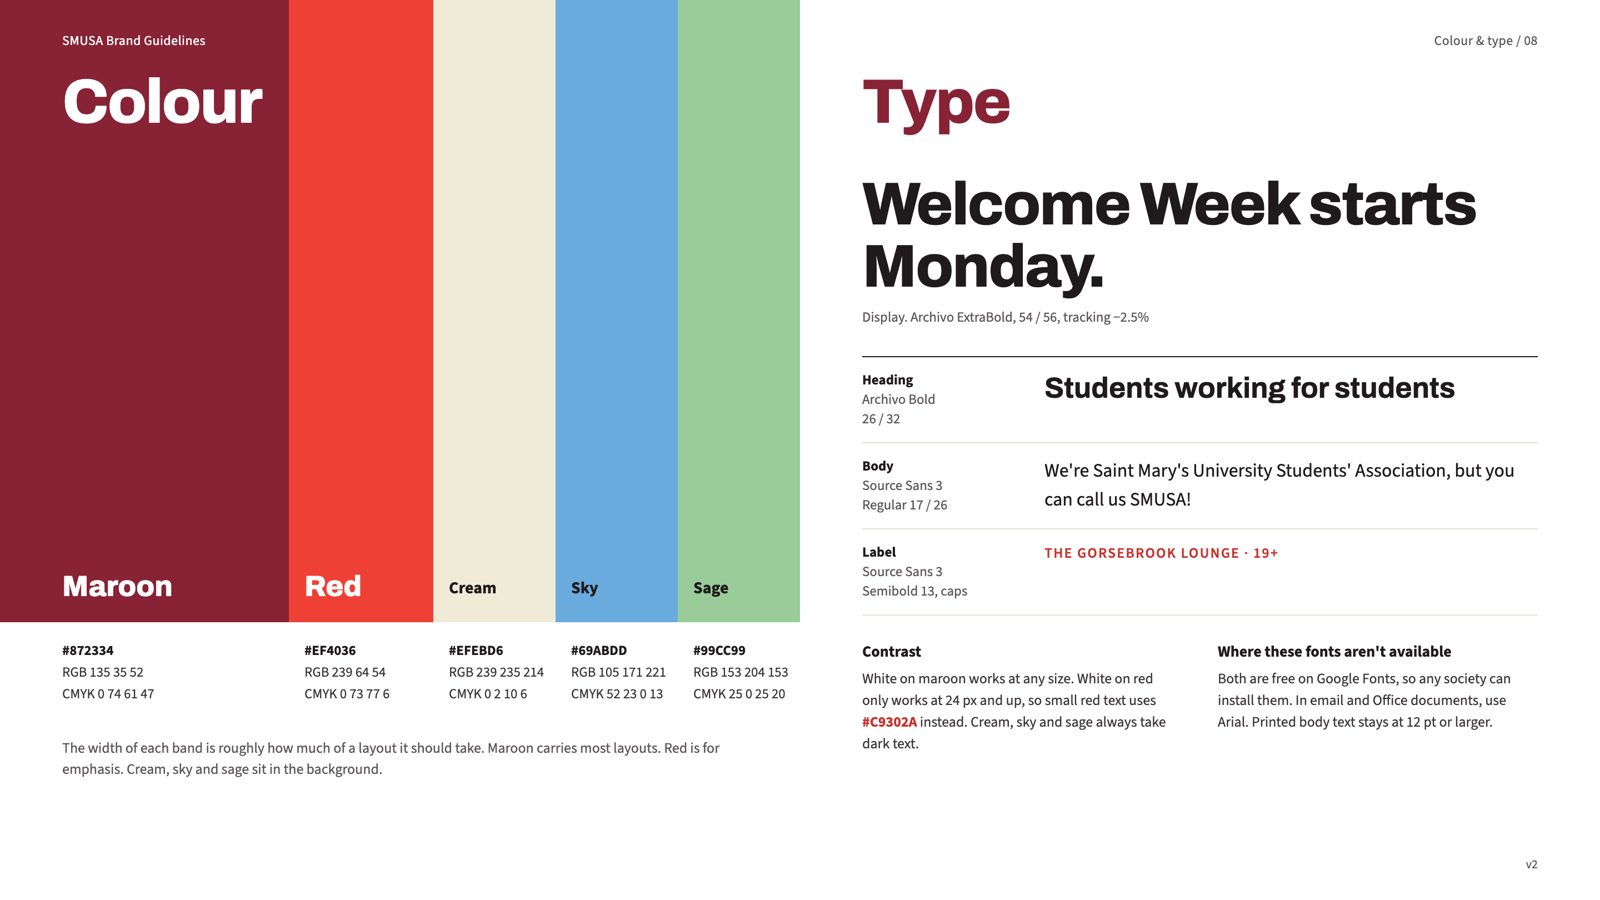 SMUSA Brand Guidelines
Colour & type / 08
Colour
Maroon
Red
Cream
Sky
Sage
#872334
RGB 135 35 52
CMYK 0 74 61 47
#EF4036
RGB 239 64 54
CMYK 0 73 77 6
#EFEBD6
RGB 239 235 214
CMYK 0 2 10 6
#69ABDD
RGB 105 171 221
CMYK 52 23 0 13
#99CC99
RGB 153 204 153
CMYK 25 0 25 20
The width of each band is roughly how much of a layout it should take. Maroon carries most layouts. Red is for
emphasis. Cream, sky and sage sit in the background.
Type
Welcome Week starts
Monday.
Display. Archivo ExtraBold, 54 / 56, tracking −2.5%
Heading
Archivo Bold
26 / 32
Students working for students
Body
Source Sans 3
Regular 17 / 26
We're Saint Mary's University Students' Association, but you
can call us SMUSA!
Label
Source Sans 3
Semibold 13, caps
THE GORSEBROOK LOUNGE · 19+
Contrast
White on maroon works at any size. White on red
only works at 24 px and up, so small red text uses
#C9302A instead. Cream, sky and sage always take
dark text.
Where these fonts aren't available
Both are free on Google Fonts, so any society can
install them. In email and Office documents, use
Arial. Printed body text stays at 12 pt or larger.
v2